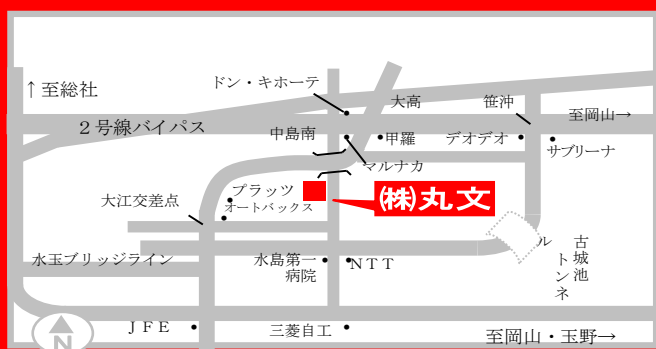 ドン・キホーテ
↑至総社
大高
笹沖
至岡山→
2号線バイパス
中島南
甲羅
デオデオ
サブリーナ
マルナカ
プラッツ
オートバックス
㈱丸文
大江交差点
水玉ブリッジライン
水島第一
病院
NTT
古城池
トンネ
ル
JFE
三菱自工
至岡山・玉野→
N